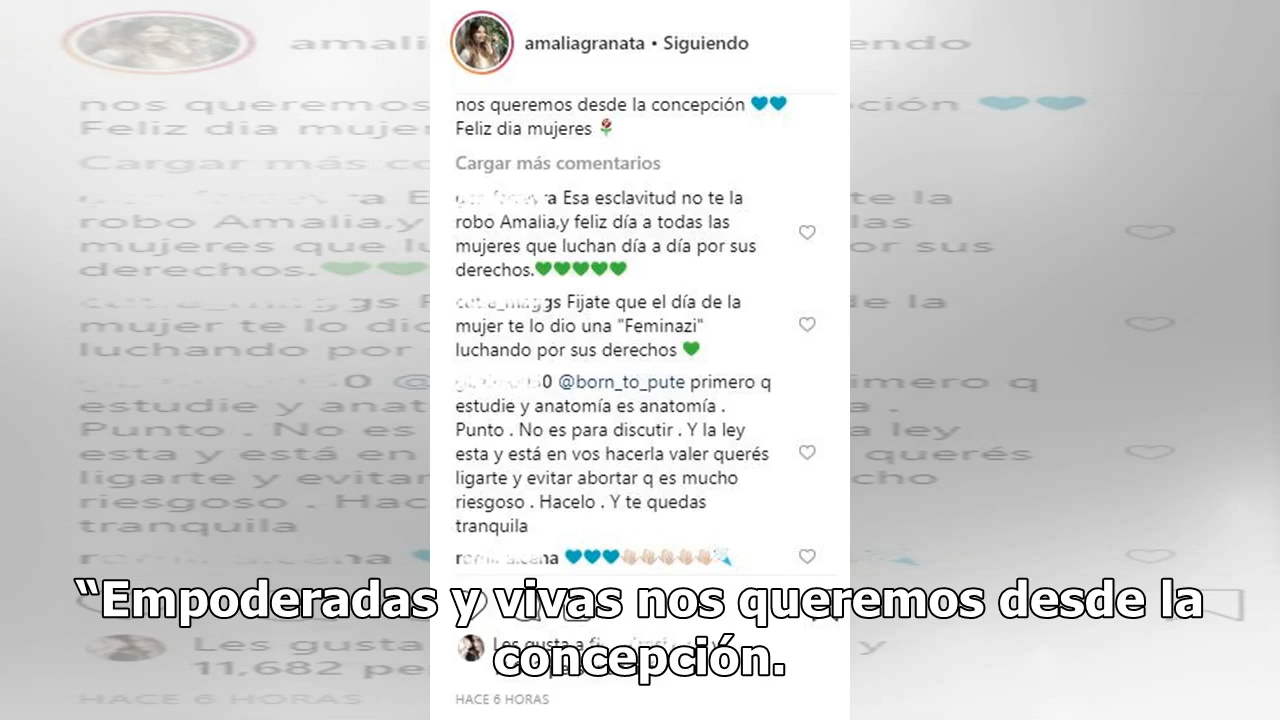 amaliagranata • Siguiendo
nos queremos desde la concepción 💙💙
Feliz dia mujeres 🌹
Cargar más comentarios
Esa esclavitud no te la
robo Amalia,y feliz día a todas las
mujeres que luchan día a día por sus
derechos.💚💚💚💚💚
Fijate que el día de la
mujer te lo dio una "Feminazi"
luchando por sus derechos 💚
@born_to_pute primero q
estudie y anatomía es anatomía .
Punto . No es para discutir . Y la ley
esta y está en vos hacerla valer querés
ligarte y evitar abortar q es mucho
riesgoso . Hacelo . Y te quedas
tranquila
💙💙💙👏🏻👏🏻👏🏻👏🏻👏🏻🎉
“Empoderadas y vivas nos queremos desde la
concepción.
Les gusta a
11,682
HACE 6 HORAS